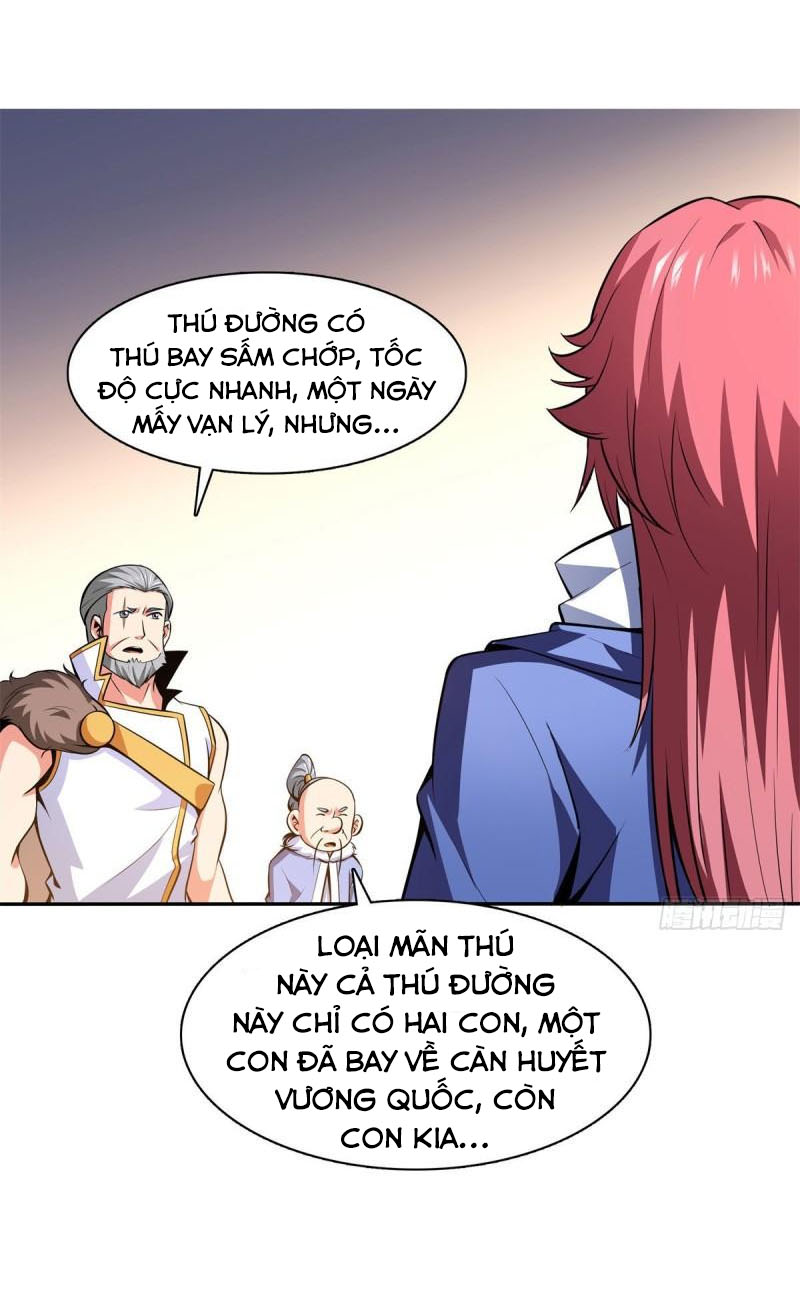 THÚ ĐƯỜNG CÓ
THÚ BAY SẤM CHỚP, TỐC
ĐỘ CỰC NHANH, MỘT NGÀY
MẤY VẠN LÝ, NHƯNG...
LOẠI MÃN THÚ
NÀY CẢ THÚ ĐƯỜNG
NÀY CHỈ CÓ HAI CON, MỘT
CON ĐÃ BAY VỀ CÀN HUYẾT
VƯƠNG QUỐC, CÒN
CON KIA...